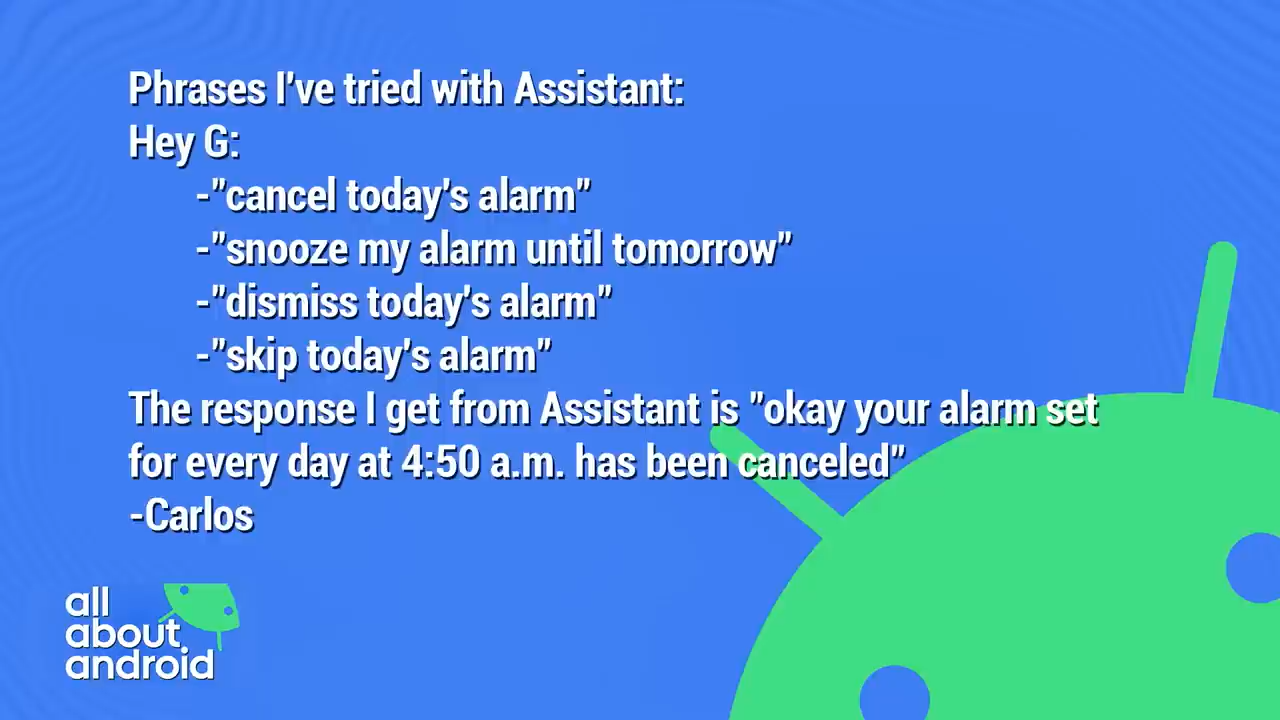 Phrases I've tried with Assistant:
Hey G:
-"cancel today's alarm"
-"snooze my alarm until tomorrow"
-"dismiss today's alarm"
-"skip today's alarm"
The response I get from Assistant is "okay your alarm set
for every day at 4:50 a.m. has been canceled"
-Carlos
all
about
android